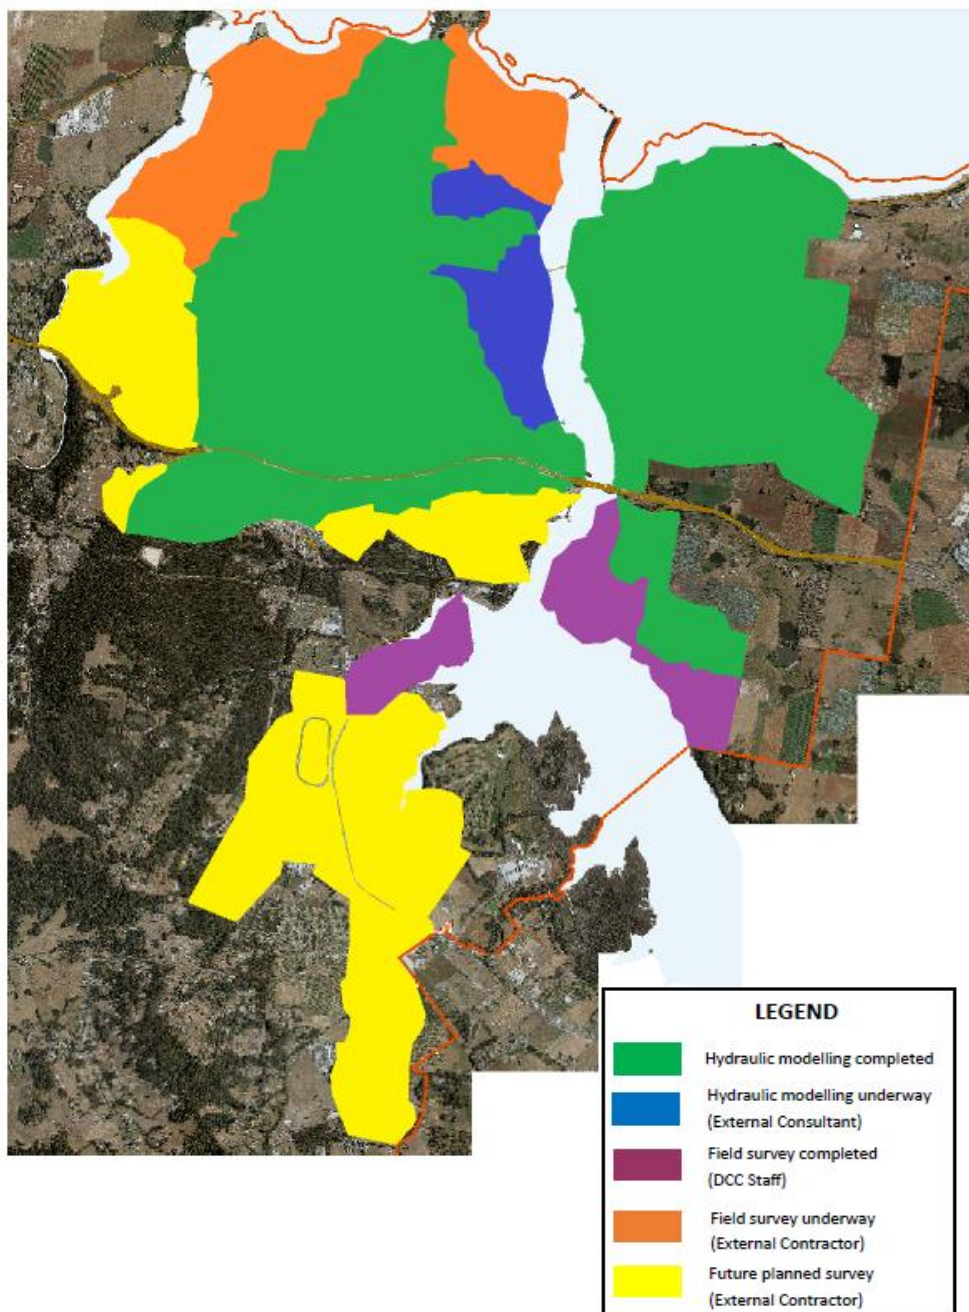 LEGEND
Hydraulic modelling completed
Hydraulic modelling underway
(External Consultant)
Field survey completed
(DCC Staff)
Field survey underway
(External Contractor)
Future planned survey
(External Contractor)